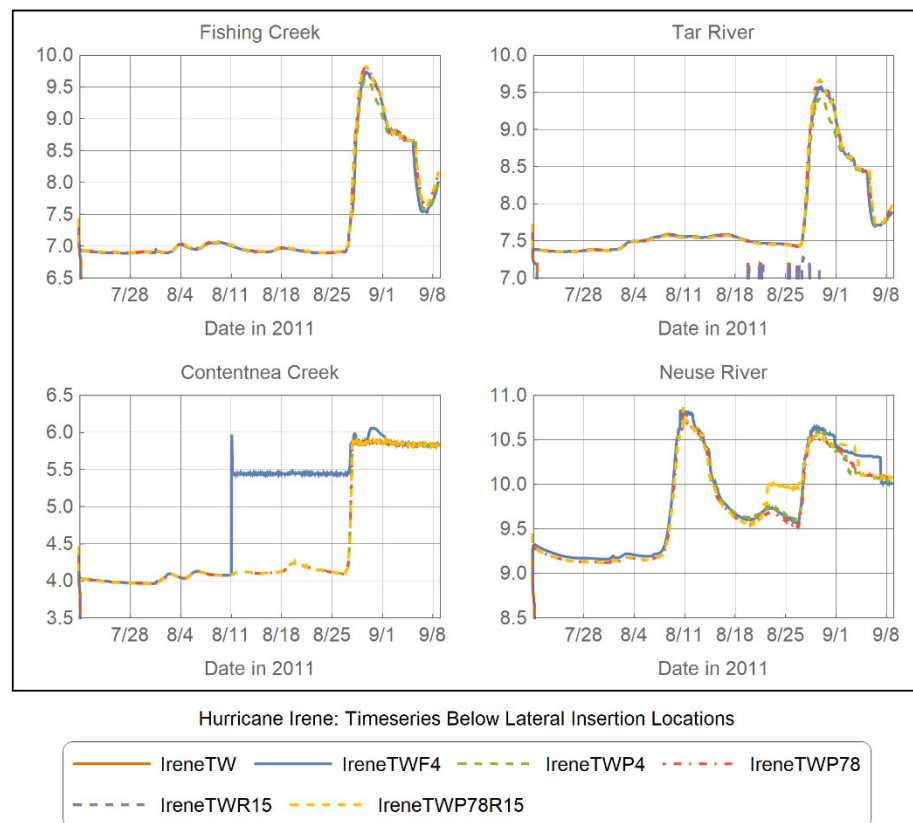 Fishing Creek
10.0
9.5
9.0
8.5
8.0
7.5
7.0
6.5
7/28 8/4 8/11 8/18 8/25 9/1 9/8
Date in 2011
Tar River
10.0
9.5
9.0
8.5
8.0
7.5
7.0
7/28 8/4 8/11 8/18 8/25 9/1 9/8
Date in 2011
Contentnea Creek
6.5
6.0
5.5
5.0
4.5
4.0
3.5
7/28 8/4 8/11 8/18 8/25 9/1 9/8
Date in 2011
Neuse River
11.0
10.5
10.0
9.5
9.0
8.5
7/28 8/4 8/11 8/18 8/25 9/1 9/8
Date in 2011
Hurricane Irene: Timeseries Below Lateral Insertion Locations
IreneTW IreneTWF4 IreneTWP4 IreneTWP78
IreneTWR15 IreneTWP78R15